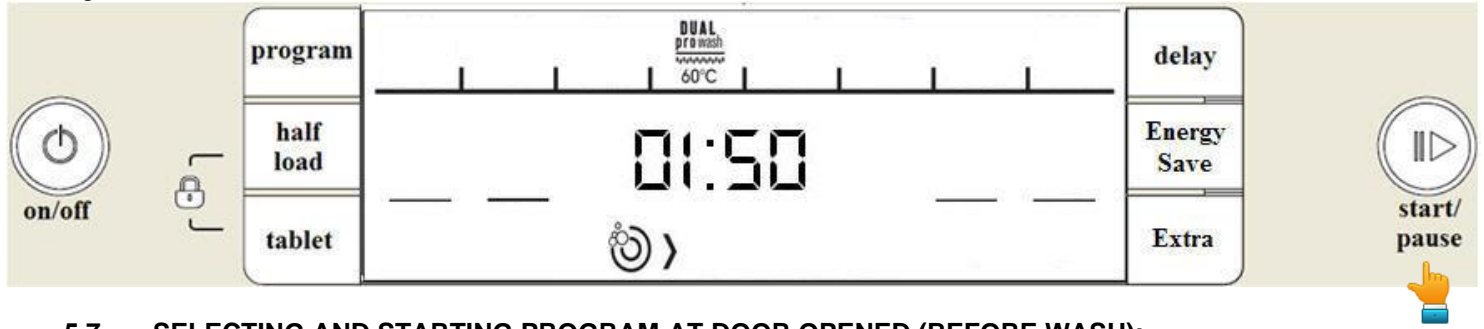 DUAL
pro wash
60°C
program
delay
half
load
01:50
Energy
Save
on/off
tablet
Extra
start/
pause
5.7 SELECTING AND STARTING PROGRAM AT DOOR OPENED (BEFORE WASH):